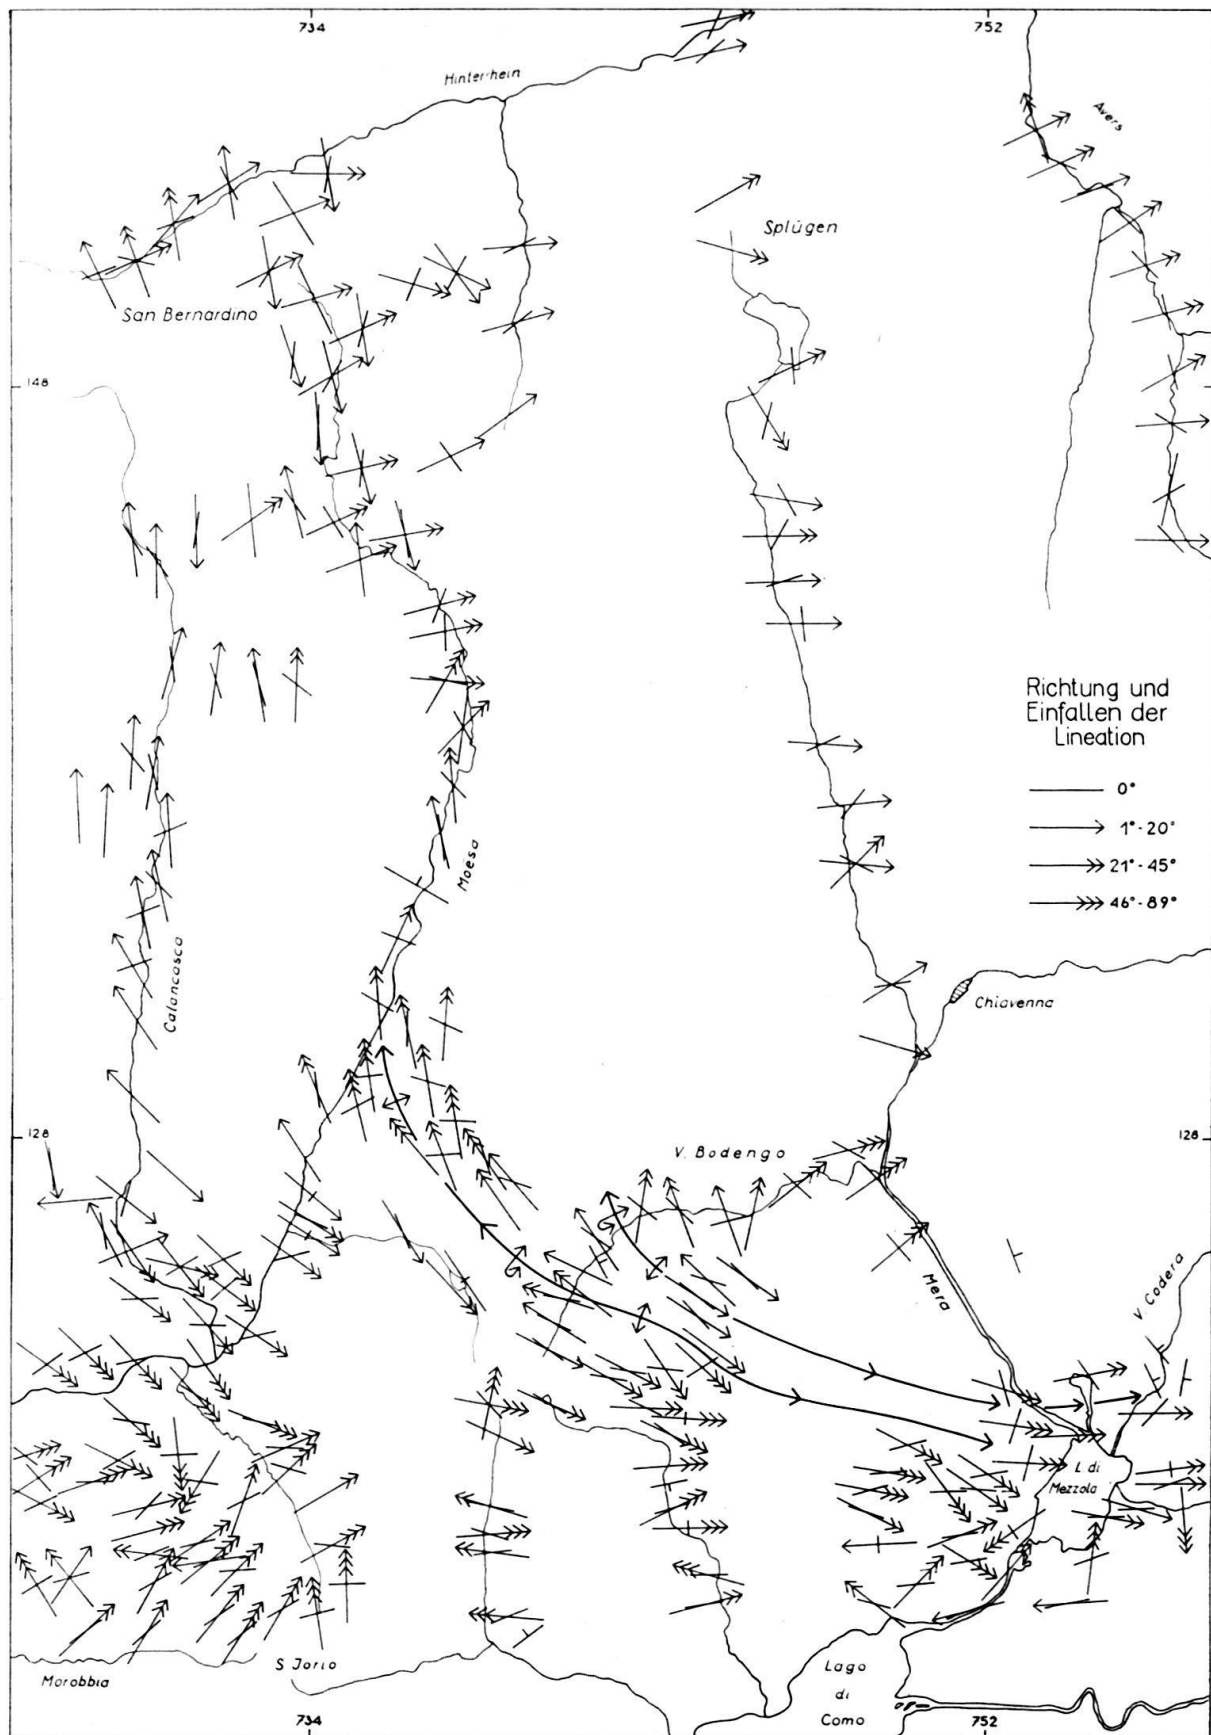 734
752
Hinterrhein
Avers
Splügen
San Bernardino
148
Richtung und
Einfallen der
Lineation
0°
1°-20°
21°-45°
46°-89°
Moësa
Calancasca
Chiavenna
128
128
V. Bodengo
Mera
V. Codera
L. di
Mezzola
S Jorio
Morobbia
Lago
di
Como
734
752